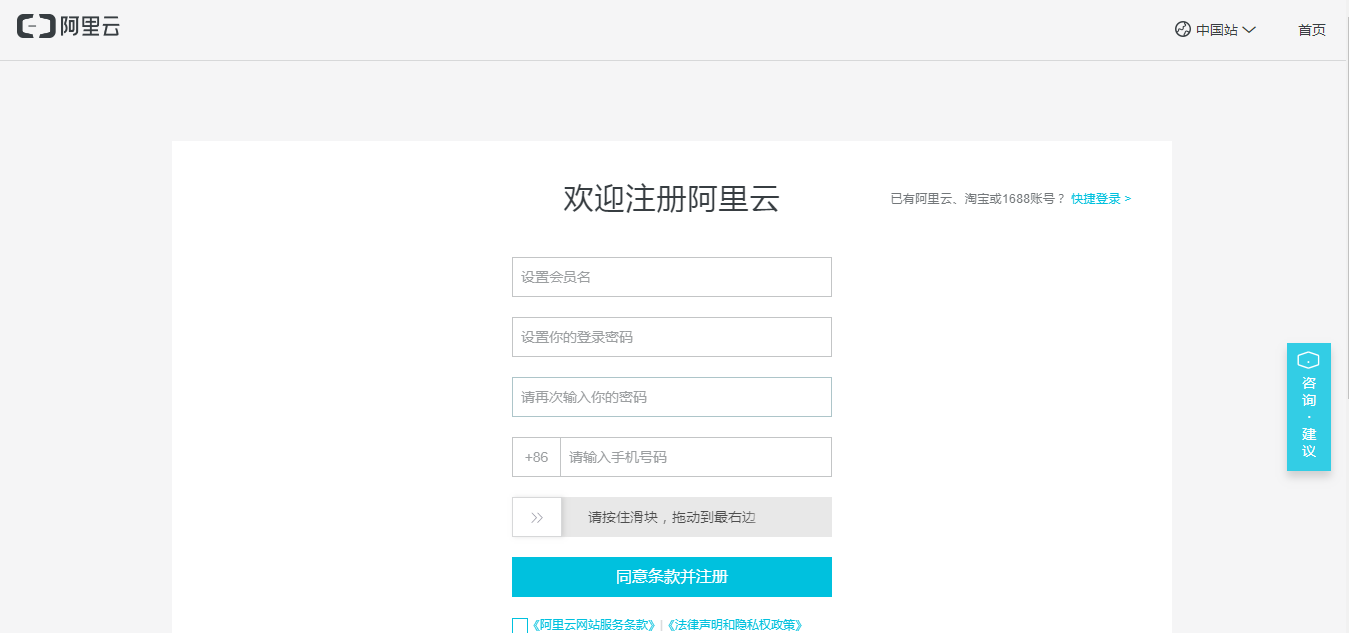 阿里云
中国站
首页
欢迎注册阿里云
已有阿里云、淘宝或1688账号？ 快捷登录 >
设置会员名
设置你的登录密码
请再次输入你的密码
+86 请输入手机号码
>> 请按住滑块，拖动到最右边
同意条款并注册
《阿里云网站服务条款》 | 《法律声明和隐私权政策》
咨询·建议